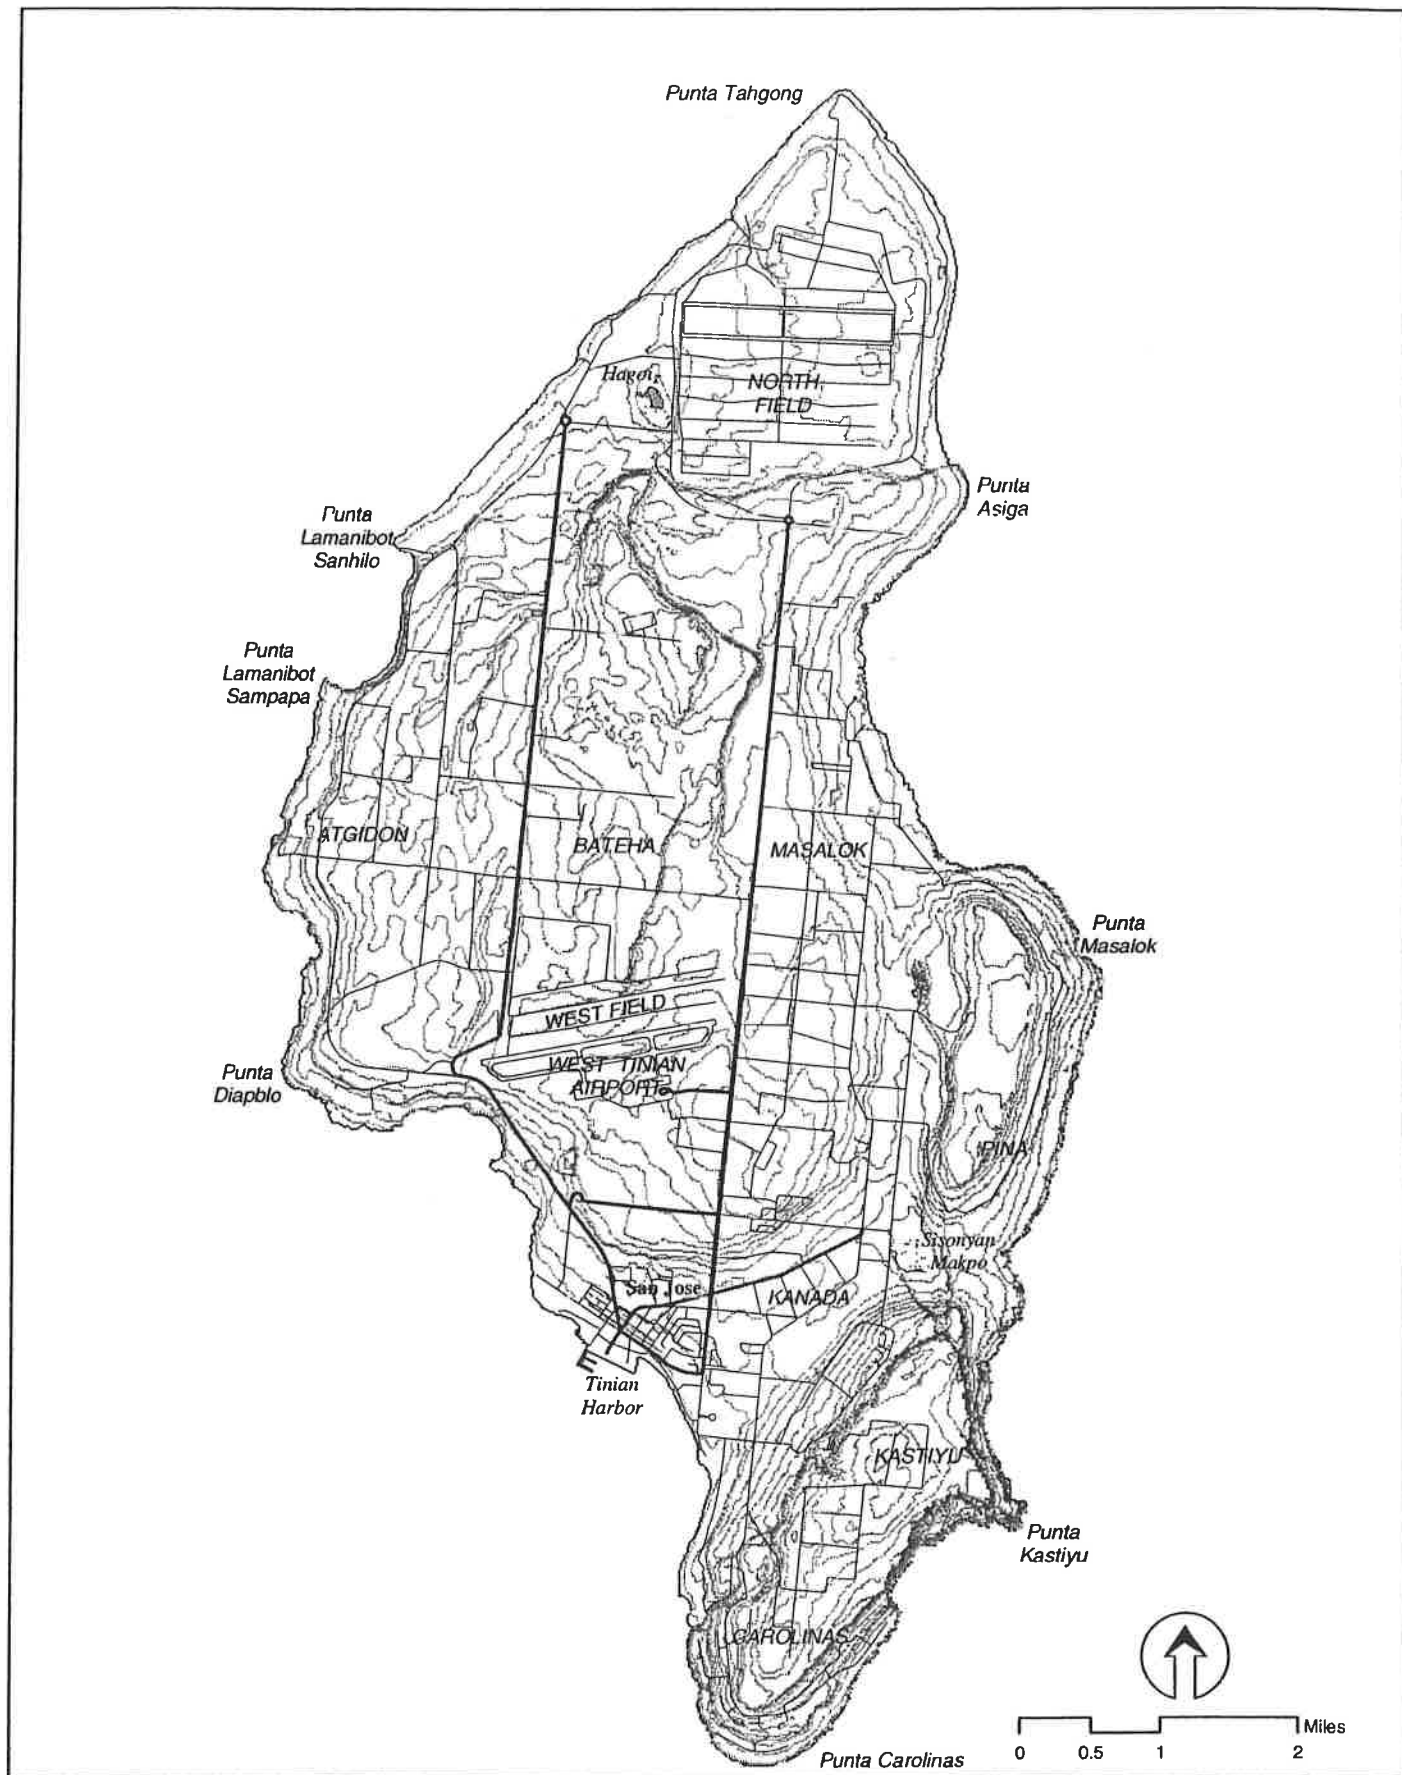 Punta Tahgong
Hagoi
NORTH
FIELD
Punta
Asiga
Punta
Lamanibot
Sanhilo
Punta
Lamanibot
Sampapa
ATGIDON
BATEHA
MASALOK
Punta
Masalok
WEST FIELD
WEST TINIAN
AIRPORT
Punta
Diapblo
PINA
Sisonyan
Makpo
San Jose
KANADA
Tinian
Harbor
KASTIYU
Punta
Kastiyu
CAROLINAS
Miles
0 0.5 1 2
Punta Carolinas